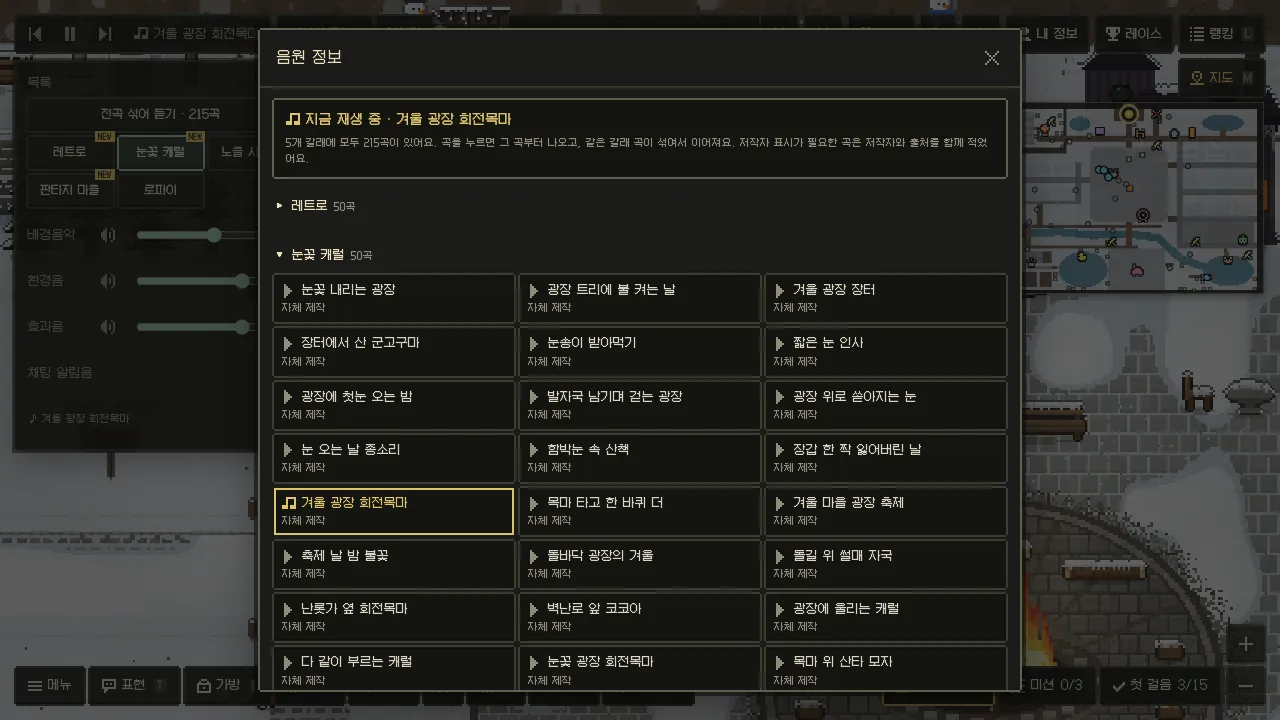 겨울 광장 회전목마
음원 정보
내 정보
레이스
랭킹 L
지도 M
목록
전곡 섞어 듣기 · 215곡
레트로 NEW
눈꽃 캐럴 NEW
노을 시
판타지 마을 NEW
로파이
배경음악
환경음
효과음
채팅 알림음
♪ 겨울 광장 회전목마
지금 재생 중 · 겨울 광장 회전목마
5개 갈래에 모두 215곡이 있어요. 곡을 누르면 그 곡부터 나오고, 같은 갈래 곡이 섞여서 이어져요. 저작자 표시가 필요한 곡은 저작자와 출처를 함께 적었
어요.
레트로 50곡
눈꽃 캐럴 50곡
눈꽃 내리는 광장
자체 제작
광장 트리에 불 켜는 날
자체 제작
겨울 광장 장터
자체 제작
장터에서 산 군고구마
자체 제작
눈송이 받아먹기
자체 제작
짧은 눈 인사
자체 제작
광장에 첫눈 오는 밤
자체 제작
발자국 남기며 걷는 광장
자체 제작
광장 위로 쏟아지는 눈
자체 제작
눈 오는 날 종소리
자체 제작
함박눈 속 산책
자체 제작
장갑 한 짝 잃어버린 날
자체 제작
겨울 광장 회전목마
자체 제작
목마 타고 한 바퀴 더
자체 제작
겨울 마을 광장 축제
자체 제작
축제 날 밤 불꽃
자체 제작
돌바닥 광장의 겨울
자체 제작
돌길 위 썰매 자국
자체 제작
난롯가 옆 회전목마
자체 제작
벽난로 앞 코코아
자체 제작
광장에 울리는 캐럴
자체 제작
다 같이 부르는 캐럴
자체 제작
눈꽃 광장 회전목마
자체 제작
목마 위 산타 모자
자체 제작
메뉴
표현 T
가방
미션 0/3
첫 걸음 3/15